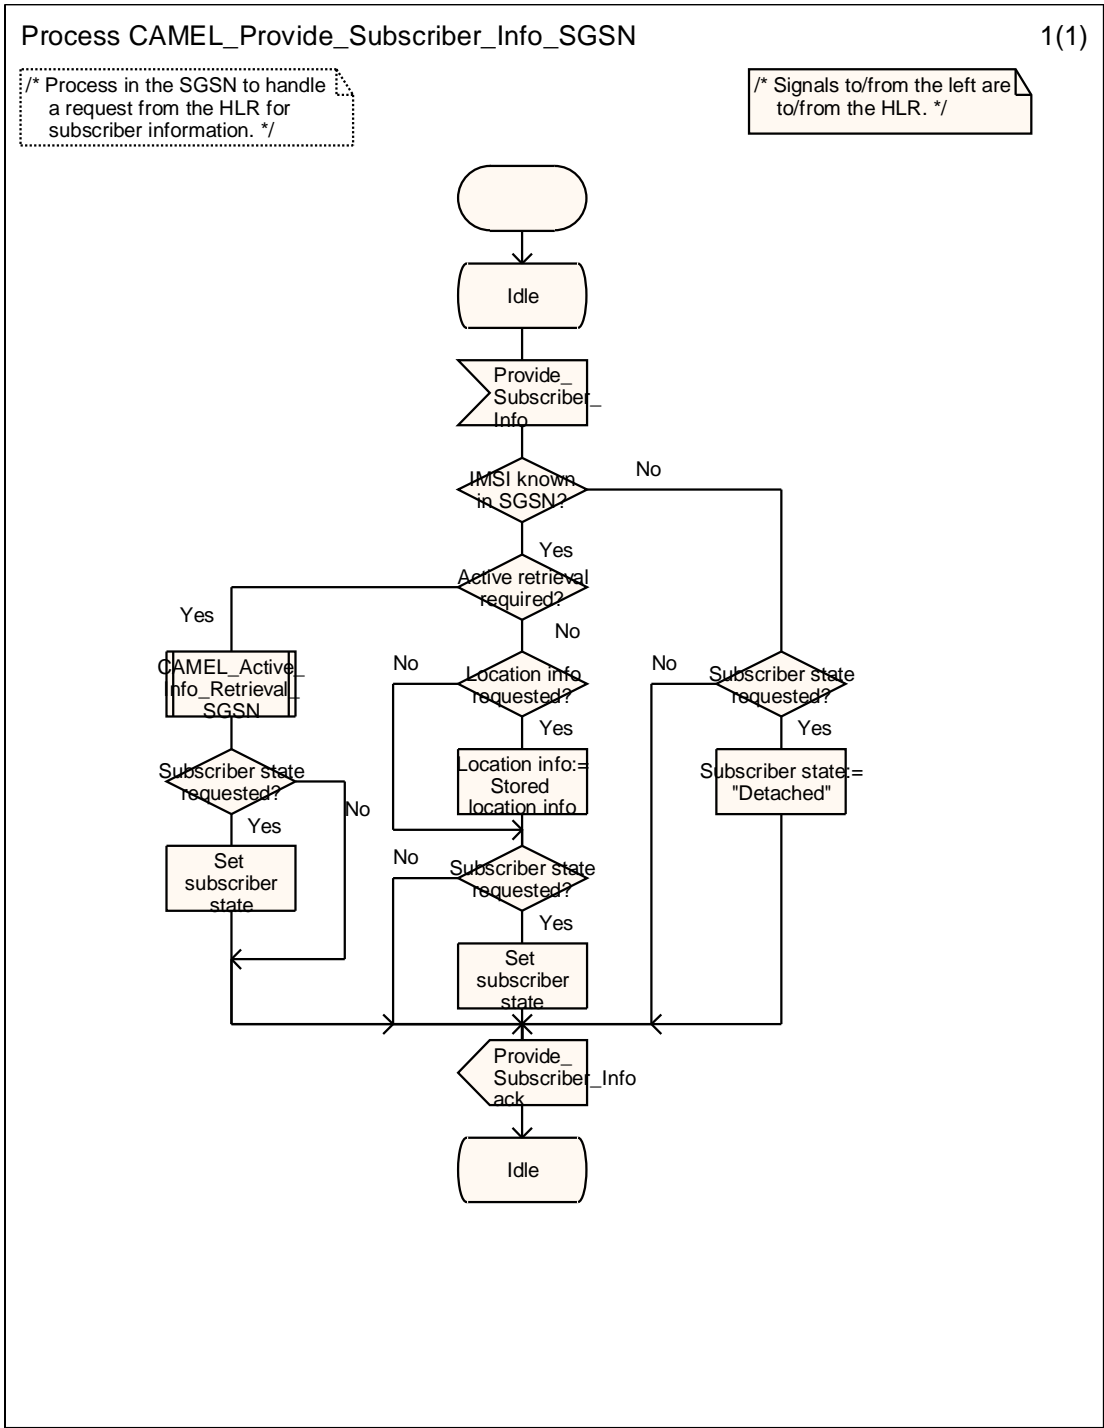 Process CAMEL_Provide_Subscriber_Info_SGSN
1(1)
/* Process in the SGSN to handle
a request from the HLR for
subscriber information. */
/* Signals to/from the left are
to/from the HLR. */
Idle
Provide_
Subscriber_
Info
IMSI known
in SGSN?
No
Yes
Active retrieval
required?
Yes
No
CAMEL_Active_
Info_Retrieval_
SGSN
No
Location info
requested?
No
Subscriber state
requested?
Yes
Yes
Subscriber state
requested?
No
Location info:=
Stored
location info
Subscriber state:=
"Detached"
Yes
Set
subscriber
state
No
Subscriber state
requested?
Yes
Set
subscriber
state
Provide_
Subscriber_Info
ack
Idle